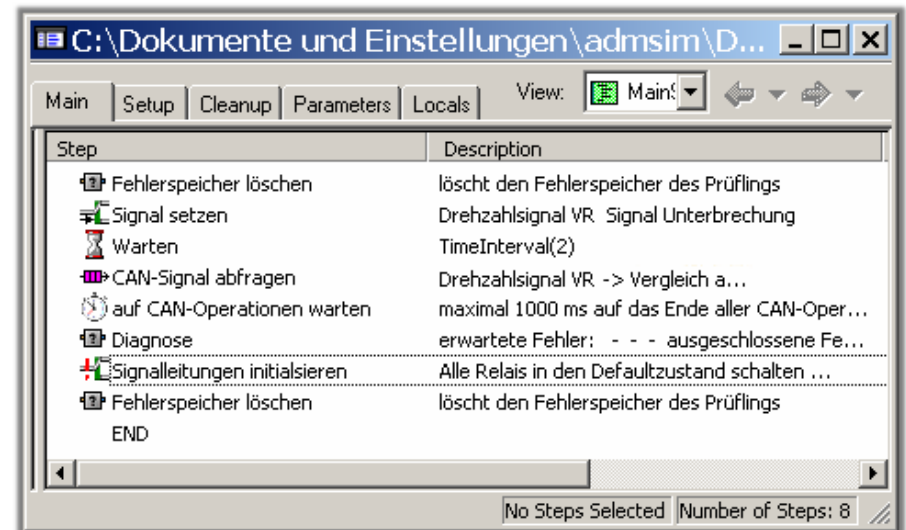 C:\Dokumente und Einstellungen\admsim\D...
Main Setup Cleanup Parameters Locals View: Main
Step Description
Fehlerspeicher löschen löscht den Fehlerspeicher des Prüflings
Signal setzen Drehzahlsignal VR Signal Unterbrechung
Warten TimeInterval(2)
CAN-Signal abfragen Drehzahlsignal VR -> Vergleich a...
auf CAN-Operationen warten maximal 1000 ms auf das Ende aller CAN-Oper...
Diagnose erwartete Fehler: - - - ausgeschlossene Fe...
Signalleitungen initialsieren Alle Relais in den Defaultzustand schalten ...
Fehlerspeicher löschen löscht den Fehlerspeicher des Prüflings
END
No Steps Selected Number of Steps: 8